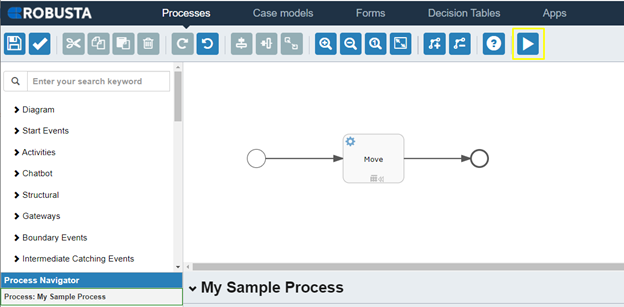 ROBUSTA
Processes Case models Forms Decision Tables Apps
1
?
Enter your search keyword
Diagram
Start Events
Activities
Chatbot
Structural
Gateways
Boundary Events
Intermediate Catching Events
Move
Process Navigator
Process: My Sample Process
My Sample Process